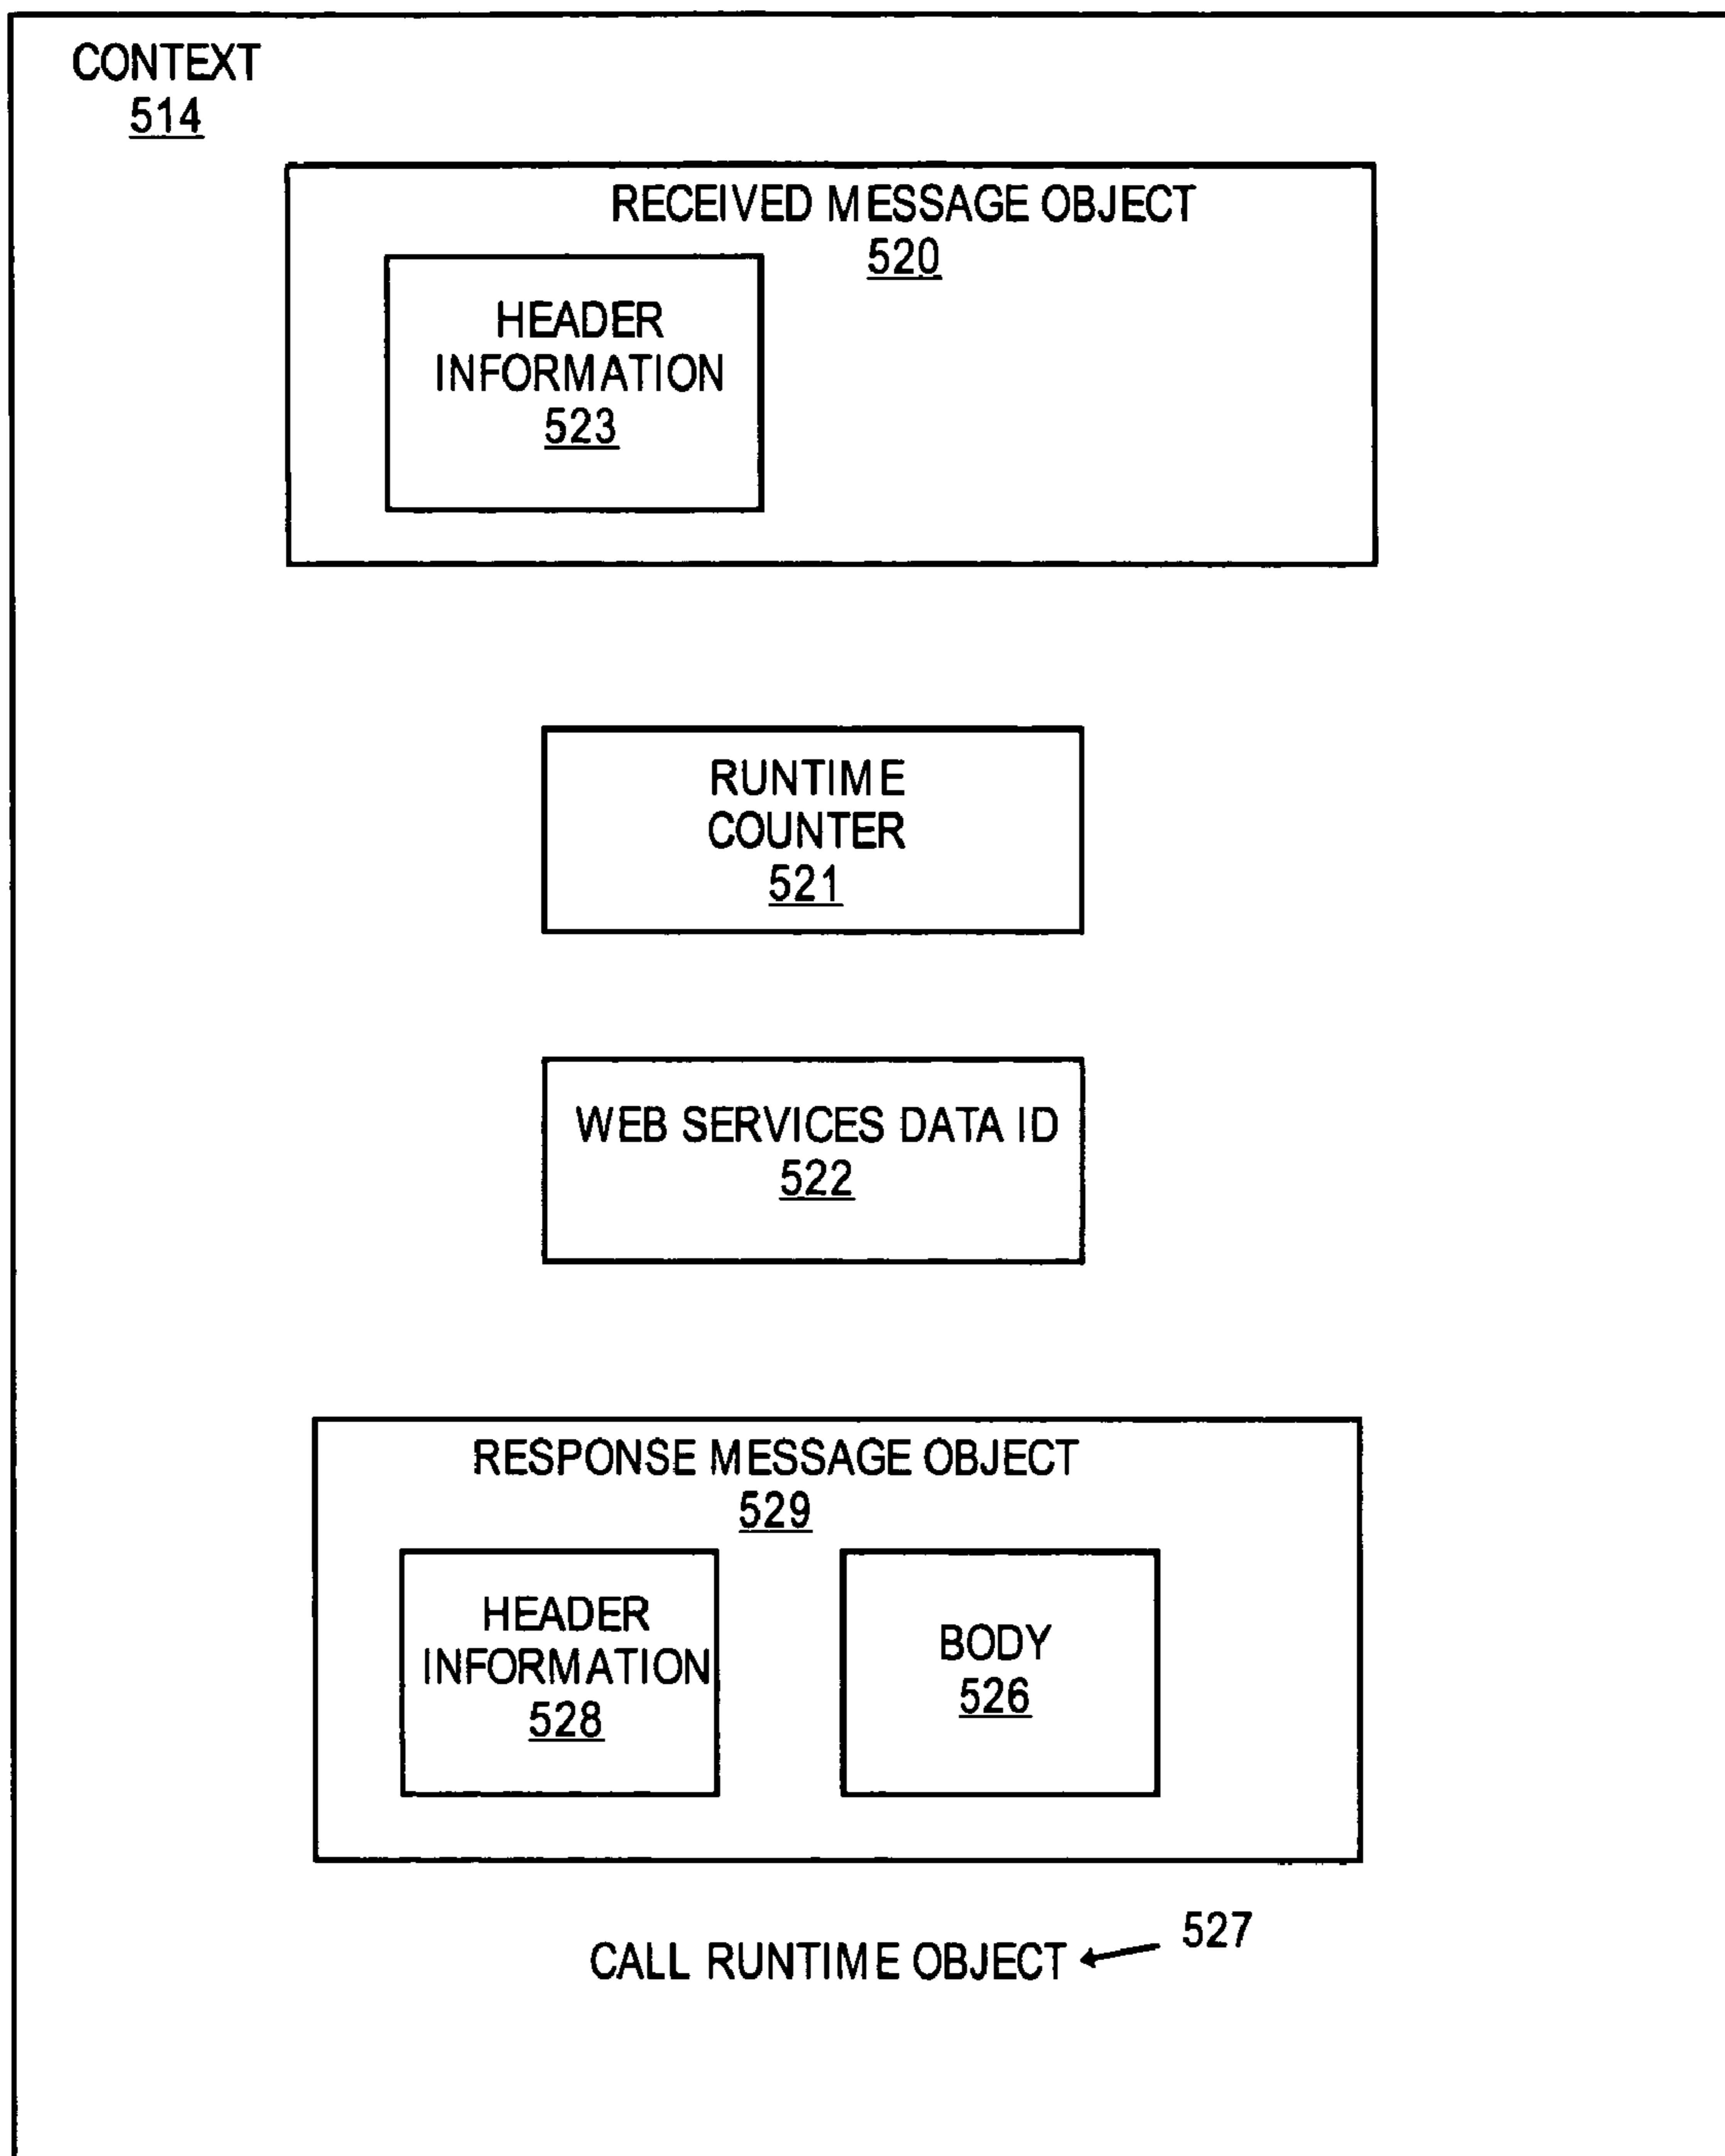 CONTEXT
514
RECEIVED MESSAGE OBJECT
520
HEADER
INFORMATION
523
RUNTIME
COUNTER
521
WEB SERVICES DATA ID
522
RESPONSE MESSAGE OBJECT
529
HEADER
INFORMATION
528
BODY
526
CALL RUNTIME OBJECT
527